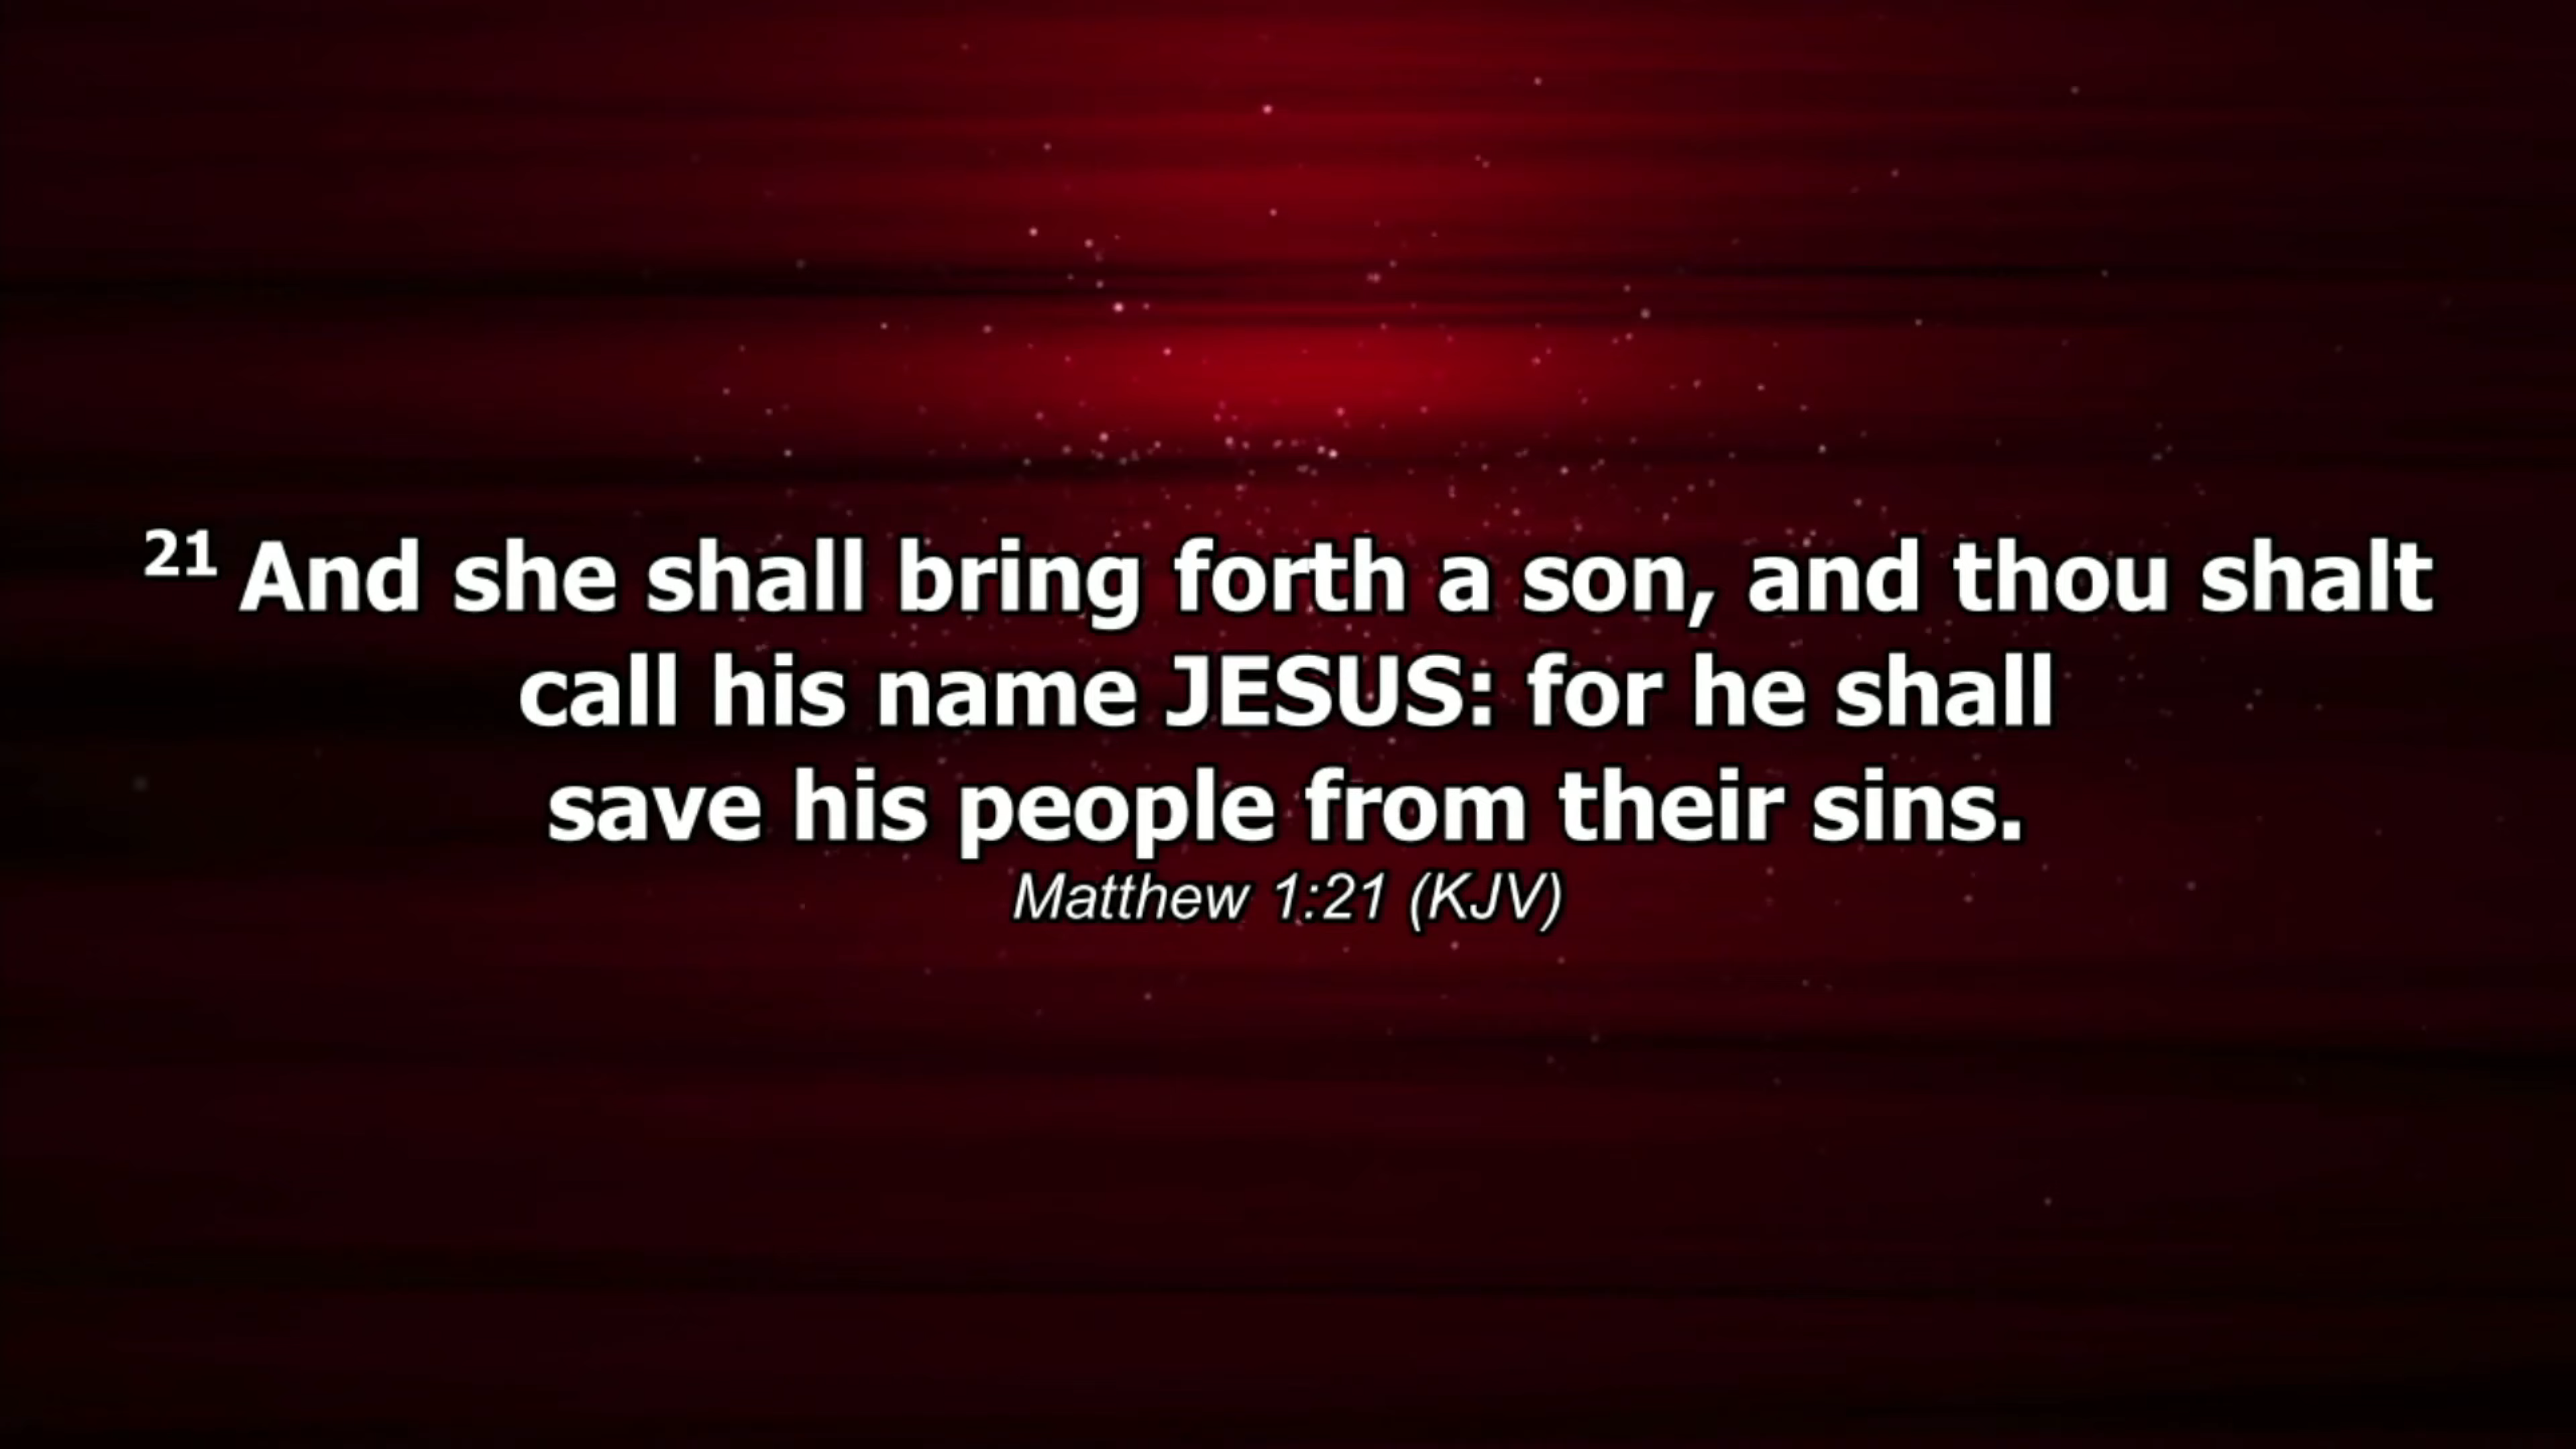 21 And she shall bring forth a son, and thou shalt
call his name JESUS: for he shall
save his people from their sins.
Matthew 1:21 (KJV)